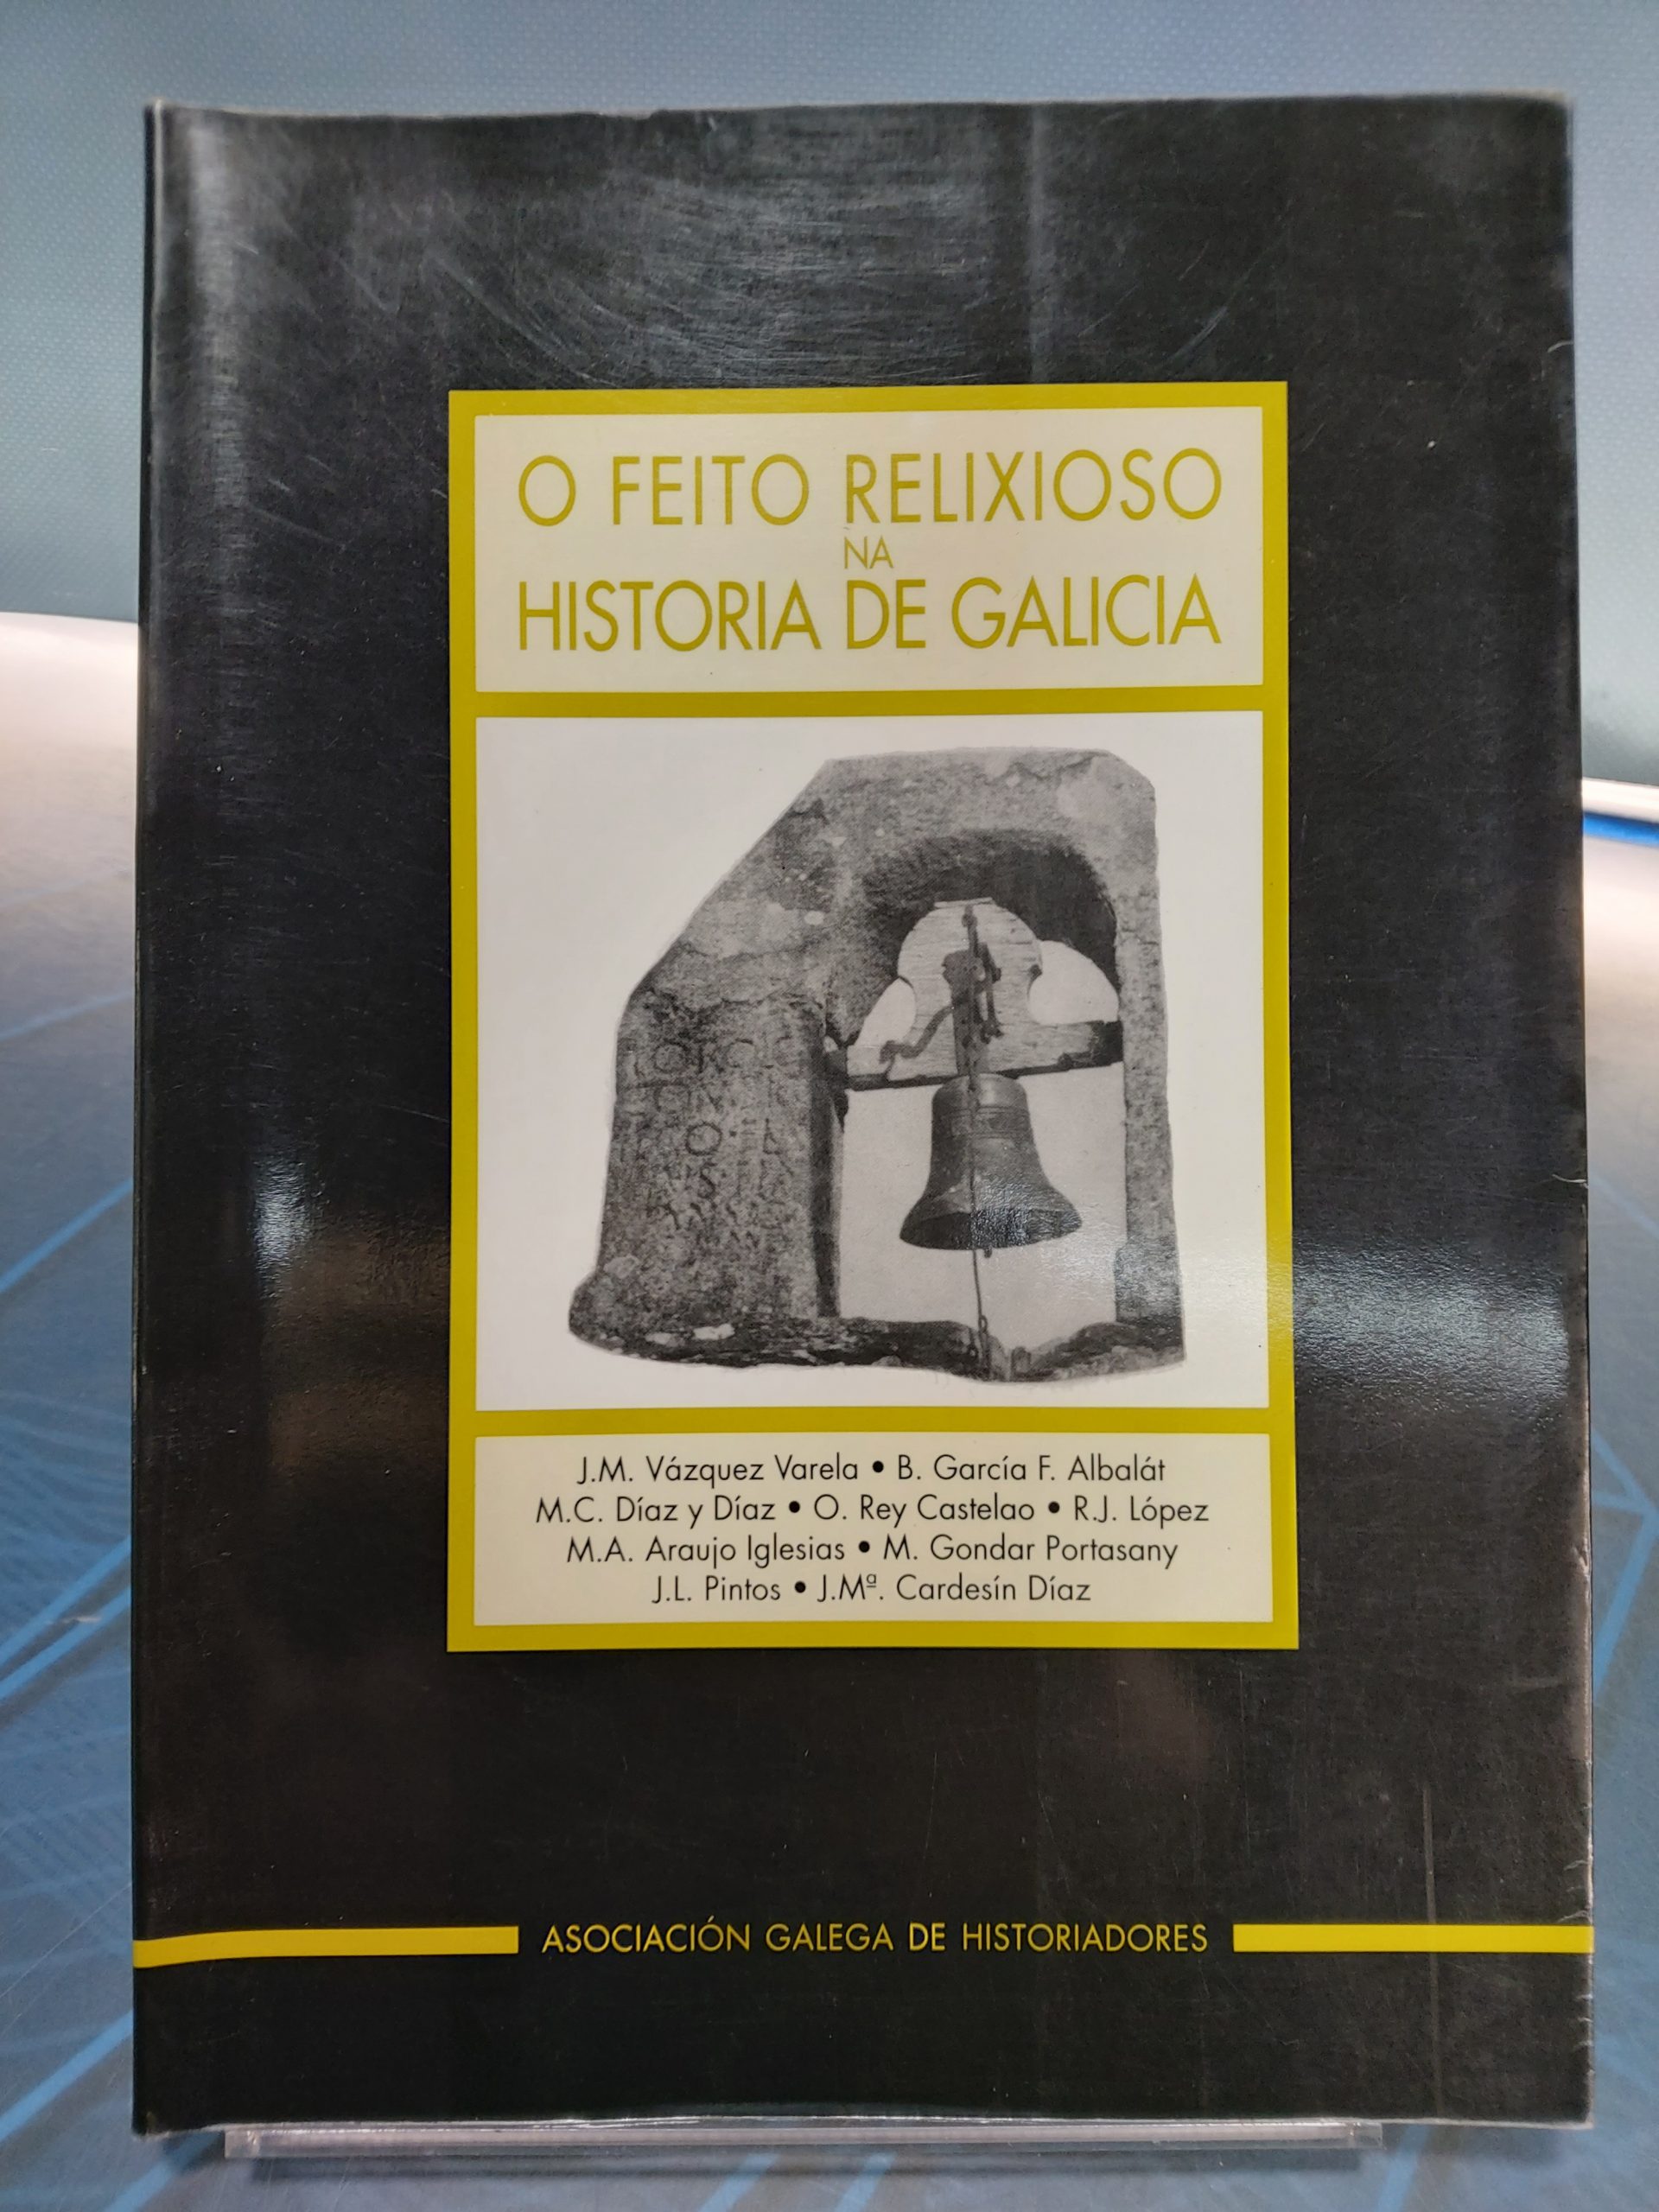 O FEITO RELIXIOSO
NA
HISTORIA DE GALICIA
J.M. Vázquez Varela • B. García F. Albalát
M.C. Díaz y Díaz • O. Rey Castelao • R.J. López
M.A. Araujo Iglesias • M. Gondar Portasany
J.L. Pintos • J.Mª. Cardesín Díaz
ASOCIACIÓN GALEGA DE HISTORIADORES